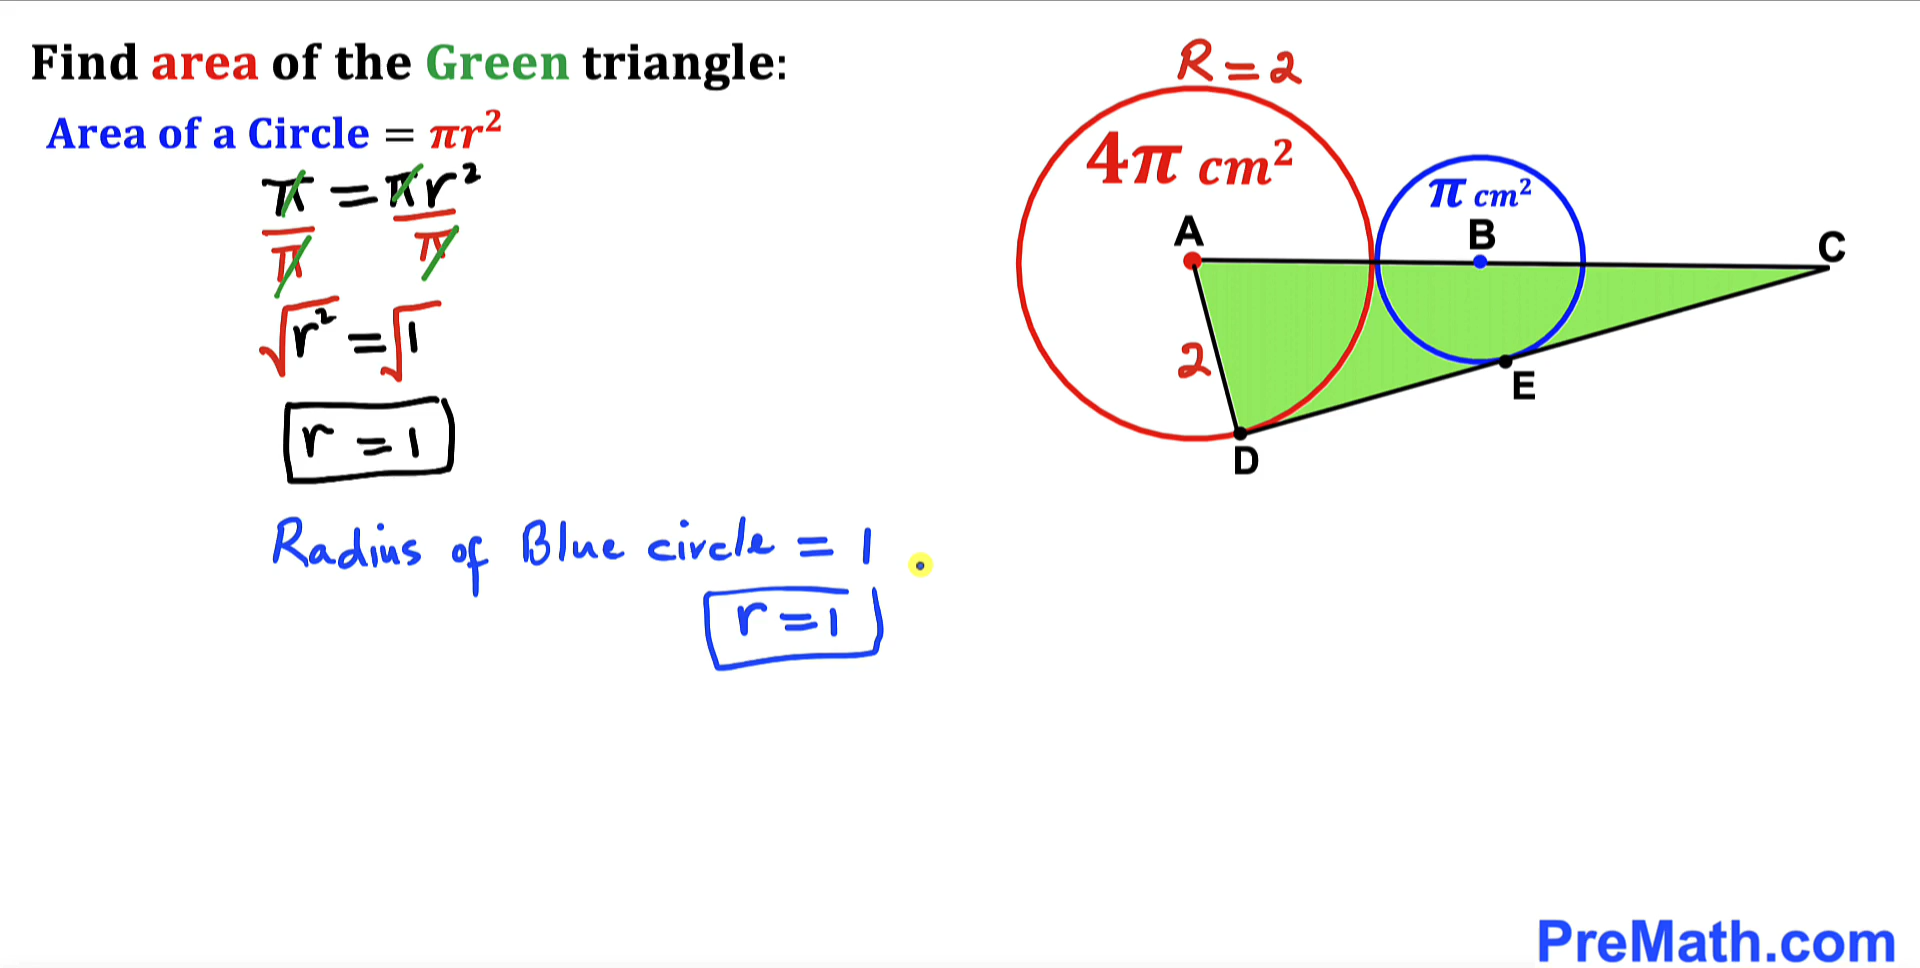 Find area of the Green triangle:
Area of a Circle = πr²
π = πr²
π π
√r² = √1
r = 1
Radius of Blue circle = 1
r = 1
R = 2
4π cm²
π cm²
A
B
C
2
E
D
PreMath.com